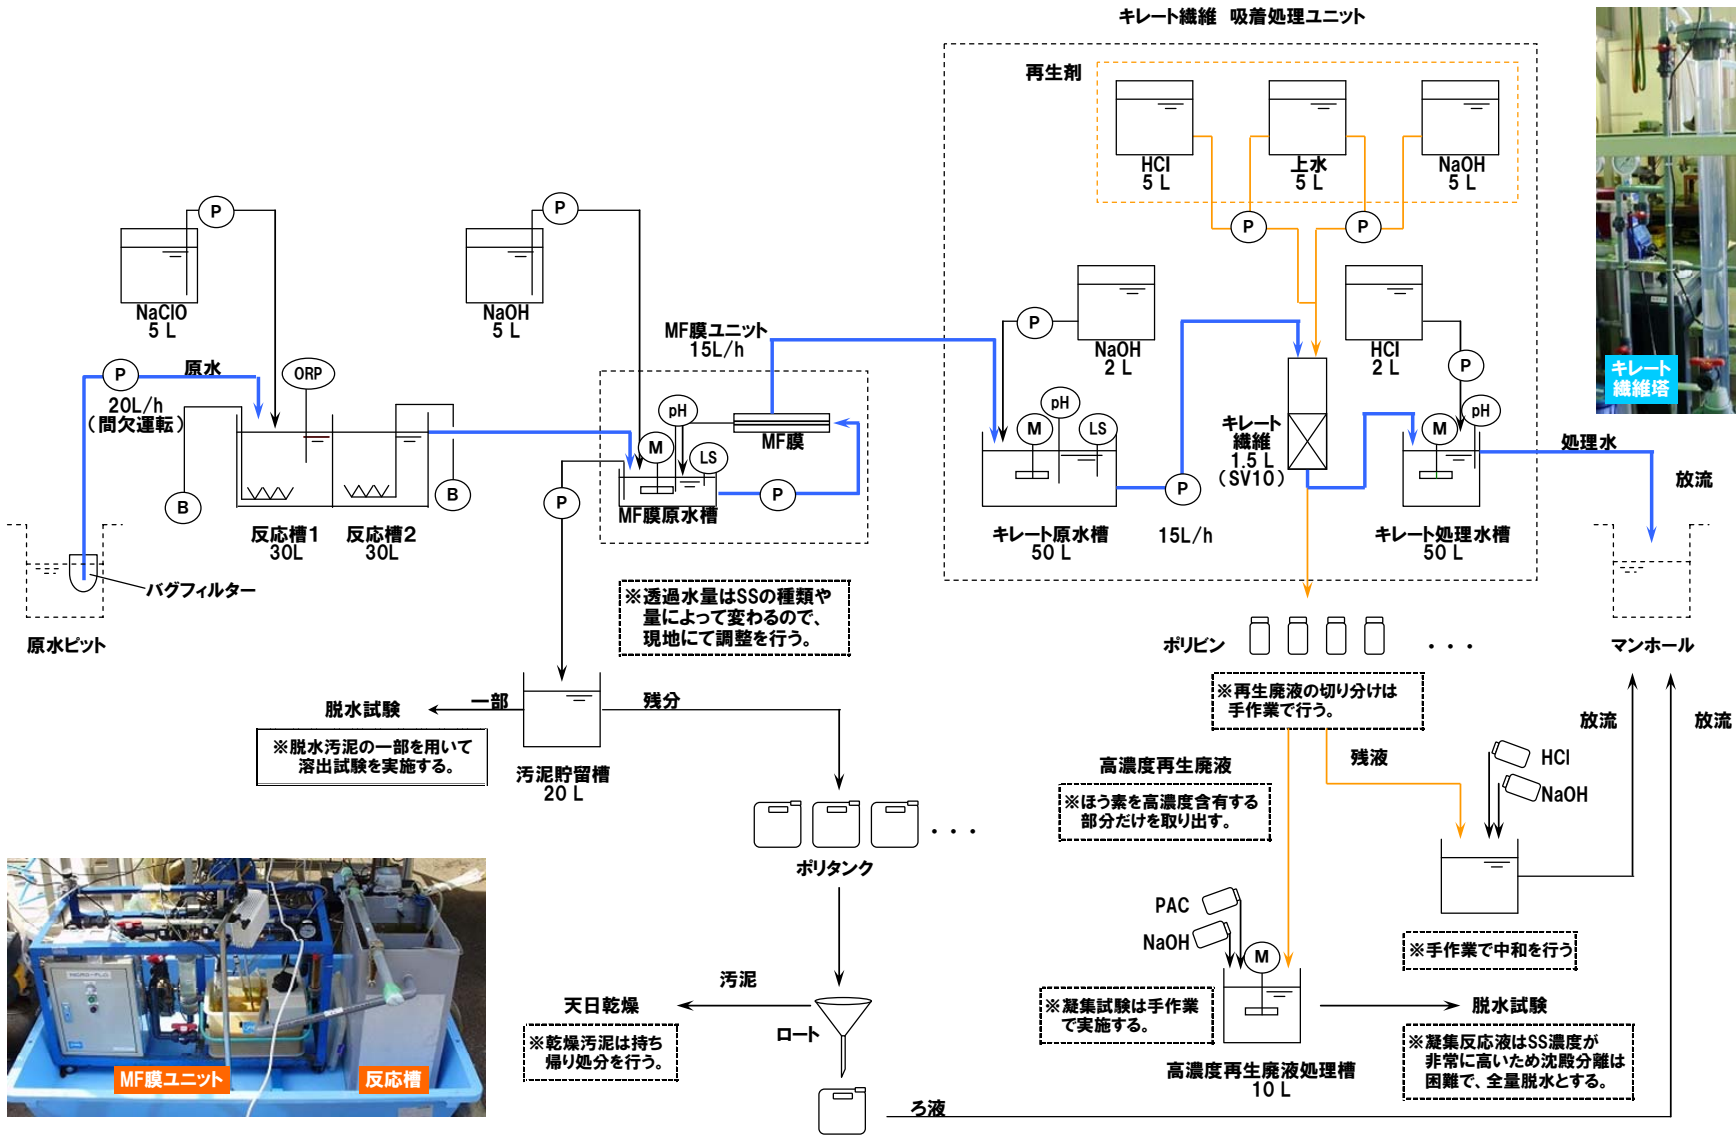 キレート繊維 吸着処理ユニット
再生剤
HCl
5 L
上水
5 L
NaOH
5 L
P
P
P
P
NaClO
5 L
NaOH
5 L
MF膜ユニット
15L/h
P
NaOH
2 L
HCl
2 L
P
キレート
繊維塔
P
原水
20L/h
(間欠運転)
ORP
pH
M
LS
MF膜
P
MF膜原水槽
P
B
B
反応槽1
30L
反応槽2
30L
バグフィルター
原水ピット
M
pH
LS
P
キレート
繊維
1.5 L
(SV10)
M
pH
処理水
放流
キレート原水槽
50 L
15L/h
キレート処理水槽
50 L
※透過水量はSSの種類や
量によって変わるので、
現地にて調整を行う。
ポリビン
・・・
マンホール
※再生廃液の切り分けは
手作業で行う。
脱水試験
一部
残分
※脱水汚泥の一部を用いて
溶出試験を実施する。
汚泥貯留槽
20 L
放流
放流
高濃度再生廃液
残液
HCl
NaOH
※ほう素を高濃度含有する
部分だけを取り出す。
・・・
ポリタンク
PAC
NaOH
M
※手作業で中和を行う
汚泥
天日乾燥
ロート
※乾燥汚泥は持ち
帰り処分を行う。
※凝集試験は手作業
で実施する。
脱水試験
※凝集反応液はSS濃度が
非常に高いため沈殿分離は
困難で、全量脱水とする。
高濃度再生廃液処理槽
10 L
MF膜ユニット
反応槽
ろ液